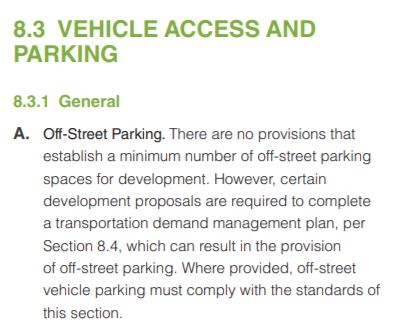 8.3 VEHICLE ACCESS AND
PARKING
8.3.1 General
A. Off-Street Parking. There are no provisions that
establish a minimum number of off-street parking
spaces for development. However, certain
development proposals are required to complete
a transportation demand management plan, per
Section 8.4, which can result in the provision
of off-street parking. Where provided, off-street
vehicle parking must comply with the standards of
this section.